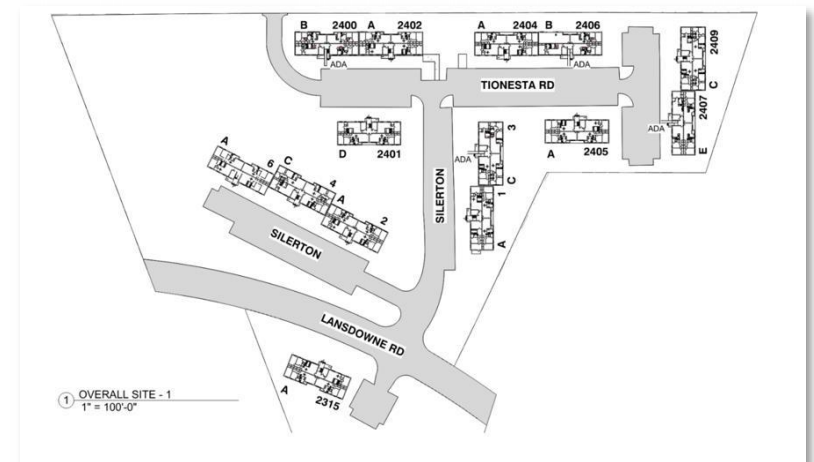 B 2400 A 2402 A 2404 B 2406
2409
C
ADA ADA
TIONESTA RD
2407
ADA
E
D 2401
3
ADA
C
A 2405
A 6 C 4 A 2
1
A
SILERTON
SILERTON
LANSDOWNE RD
A 2315
1 OVERALL SITE - 1
1" = 100'-0"